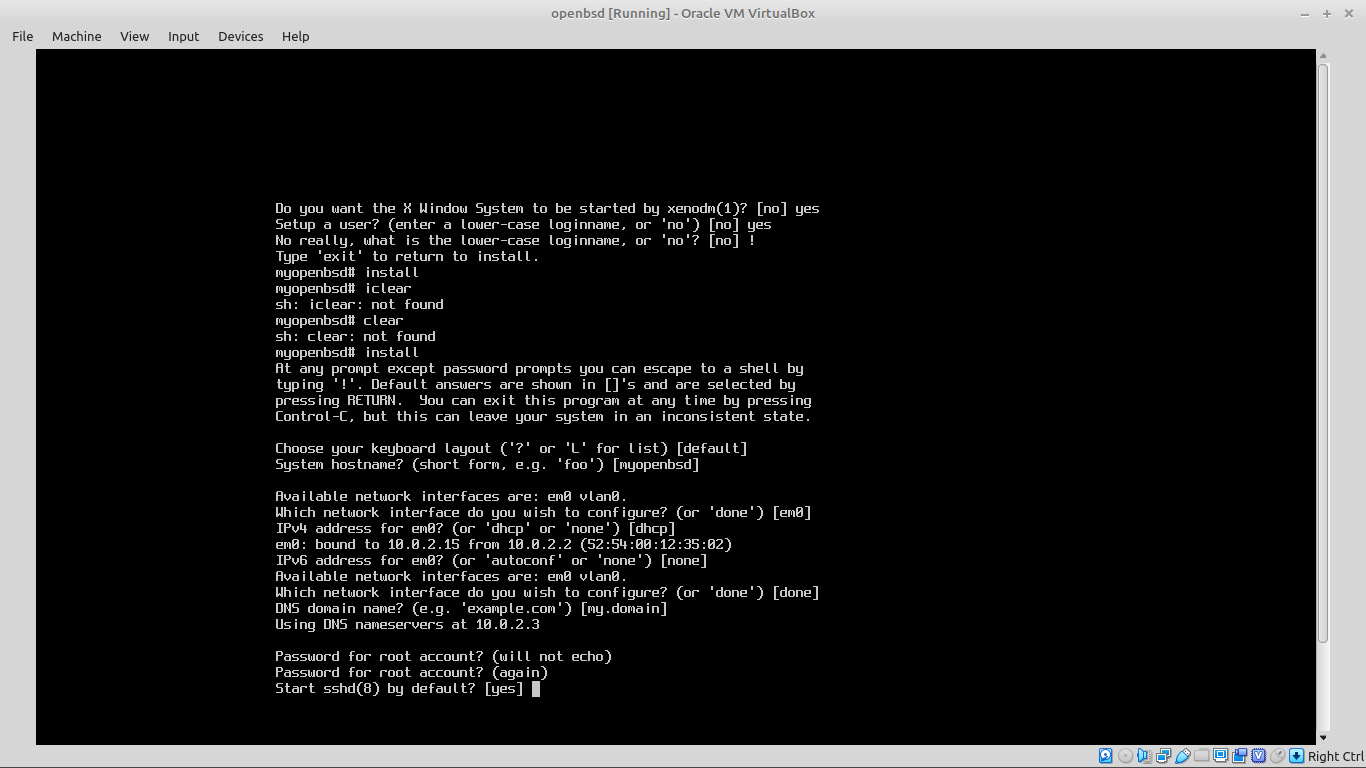 openbsd [Running] - Oracle VM VirtualBox
File Machine View Input Devices Help
Do you want the X Window System to be started by xenodm(1)? [no] yes
Setup a user? (enter a lower-case loginname, or 'no') [no] yes
No really, what is the lower-case loginname, or 'no'? [no] !
Type 'exit' to return to install.
myopenbsd# install
myopenbsd# iclear
sh: iclear: not found
myopenbsd# clear
sh: clear: not found
myopenbsd# install
At any prompt except password prompts you can escape to a shell by
typing '!'. Default answers are shown in []'s and are selected by
pressing RETURN.  You can exit this program at any time by pressing
Control-C, but this can leave your system in an inconsistent state.
Choose your keyboard layout ('?' or 'L' for list) [default]
System hostname? (short form, e.g. 'foo') [myopenbsd]
Available network interfaces are: em0 vlan0.
Which network interface do you wish to configure? (or 'done') [em0]
IPv4 address for em0? (or 'dhcp' or 'none') [dhcp]
em0: bound to 10.0.2.15 from 10.0.2.2 (52:54:00:12:35:02)
IPv6 address for em0? (or 'autoconf' or 'none') [none]
Available network interfaces are: em0 vlan0.
Which network interface do you wish to configure? (or 'done') [done]
DNS domain name? (e.g. 'example.com') [my.domain]
Using DNS nameservers at 10.0.2.3
Password for root account? (will not echo)
Password for root account? (again)
Start sshd(8) by default? [yes]
Right Ctrl